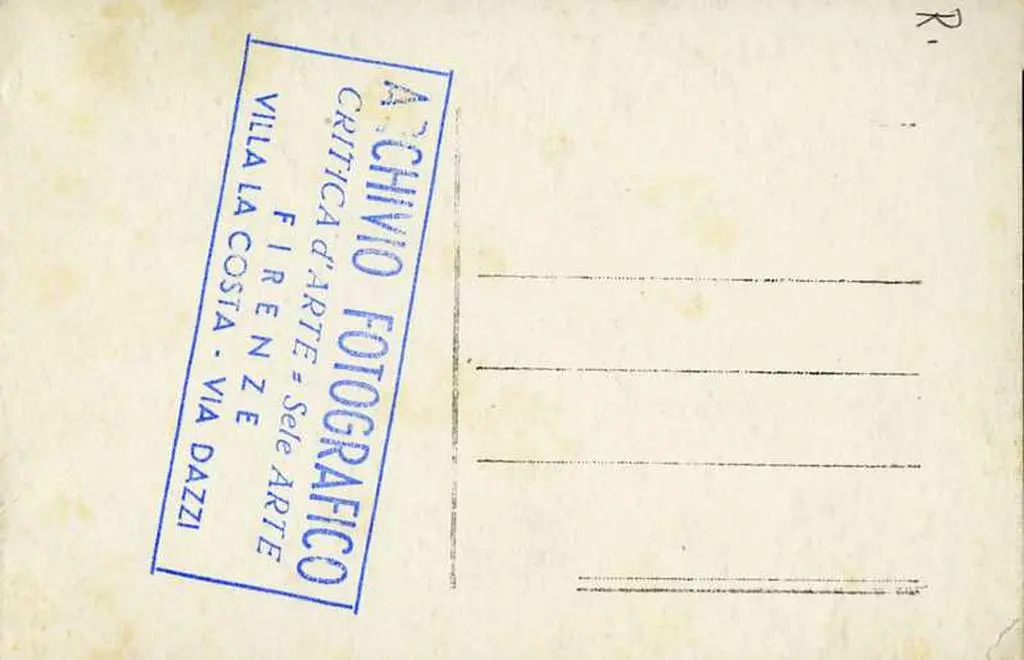 R.
ARCHIVIO FOTOGRAFICO
CRITICA d'ARTE = Sele ARTE
FIRENZE
VILLA LA COSTA - VIA DAZZI